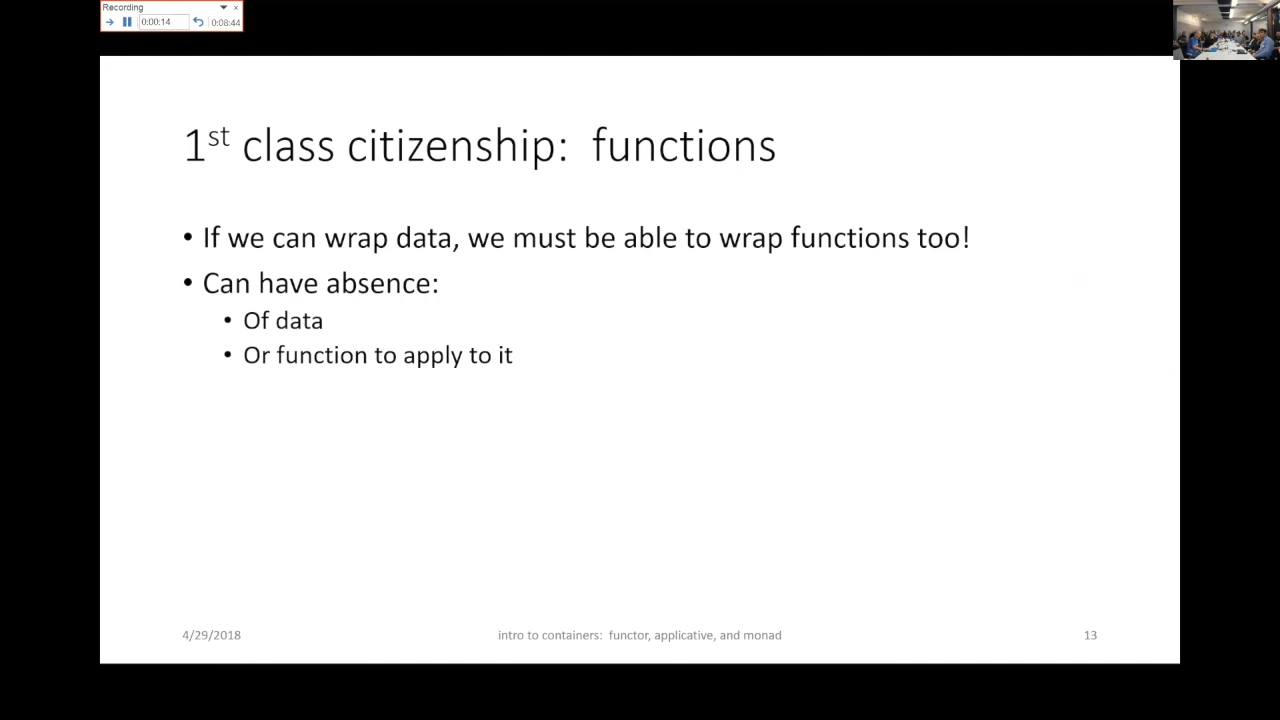 Recording
0:00:14
0:08:44
1st class citizenship: functions
• If we can wrap data, we must be able to wrap functions too!
• Can have absence:
• Of data
• Or function to apply to it
4/29/2018
intro to containers: functor, applicative, and monad
13